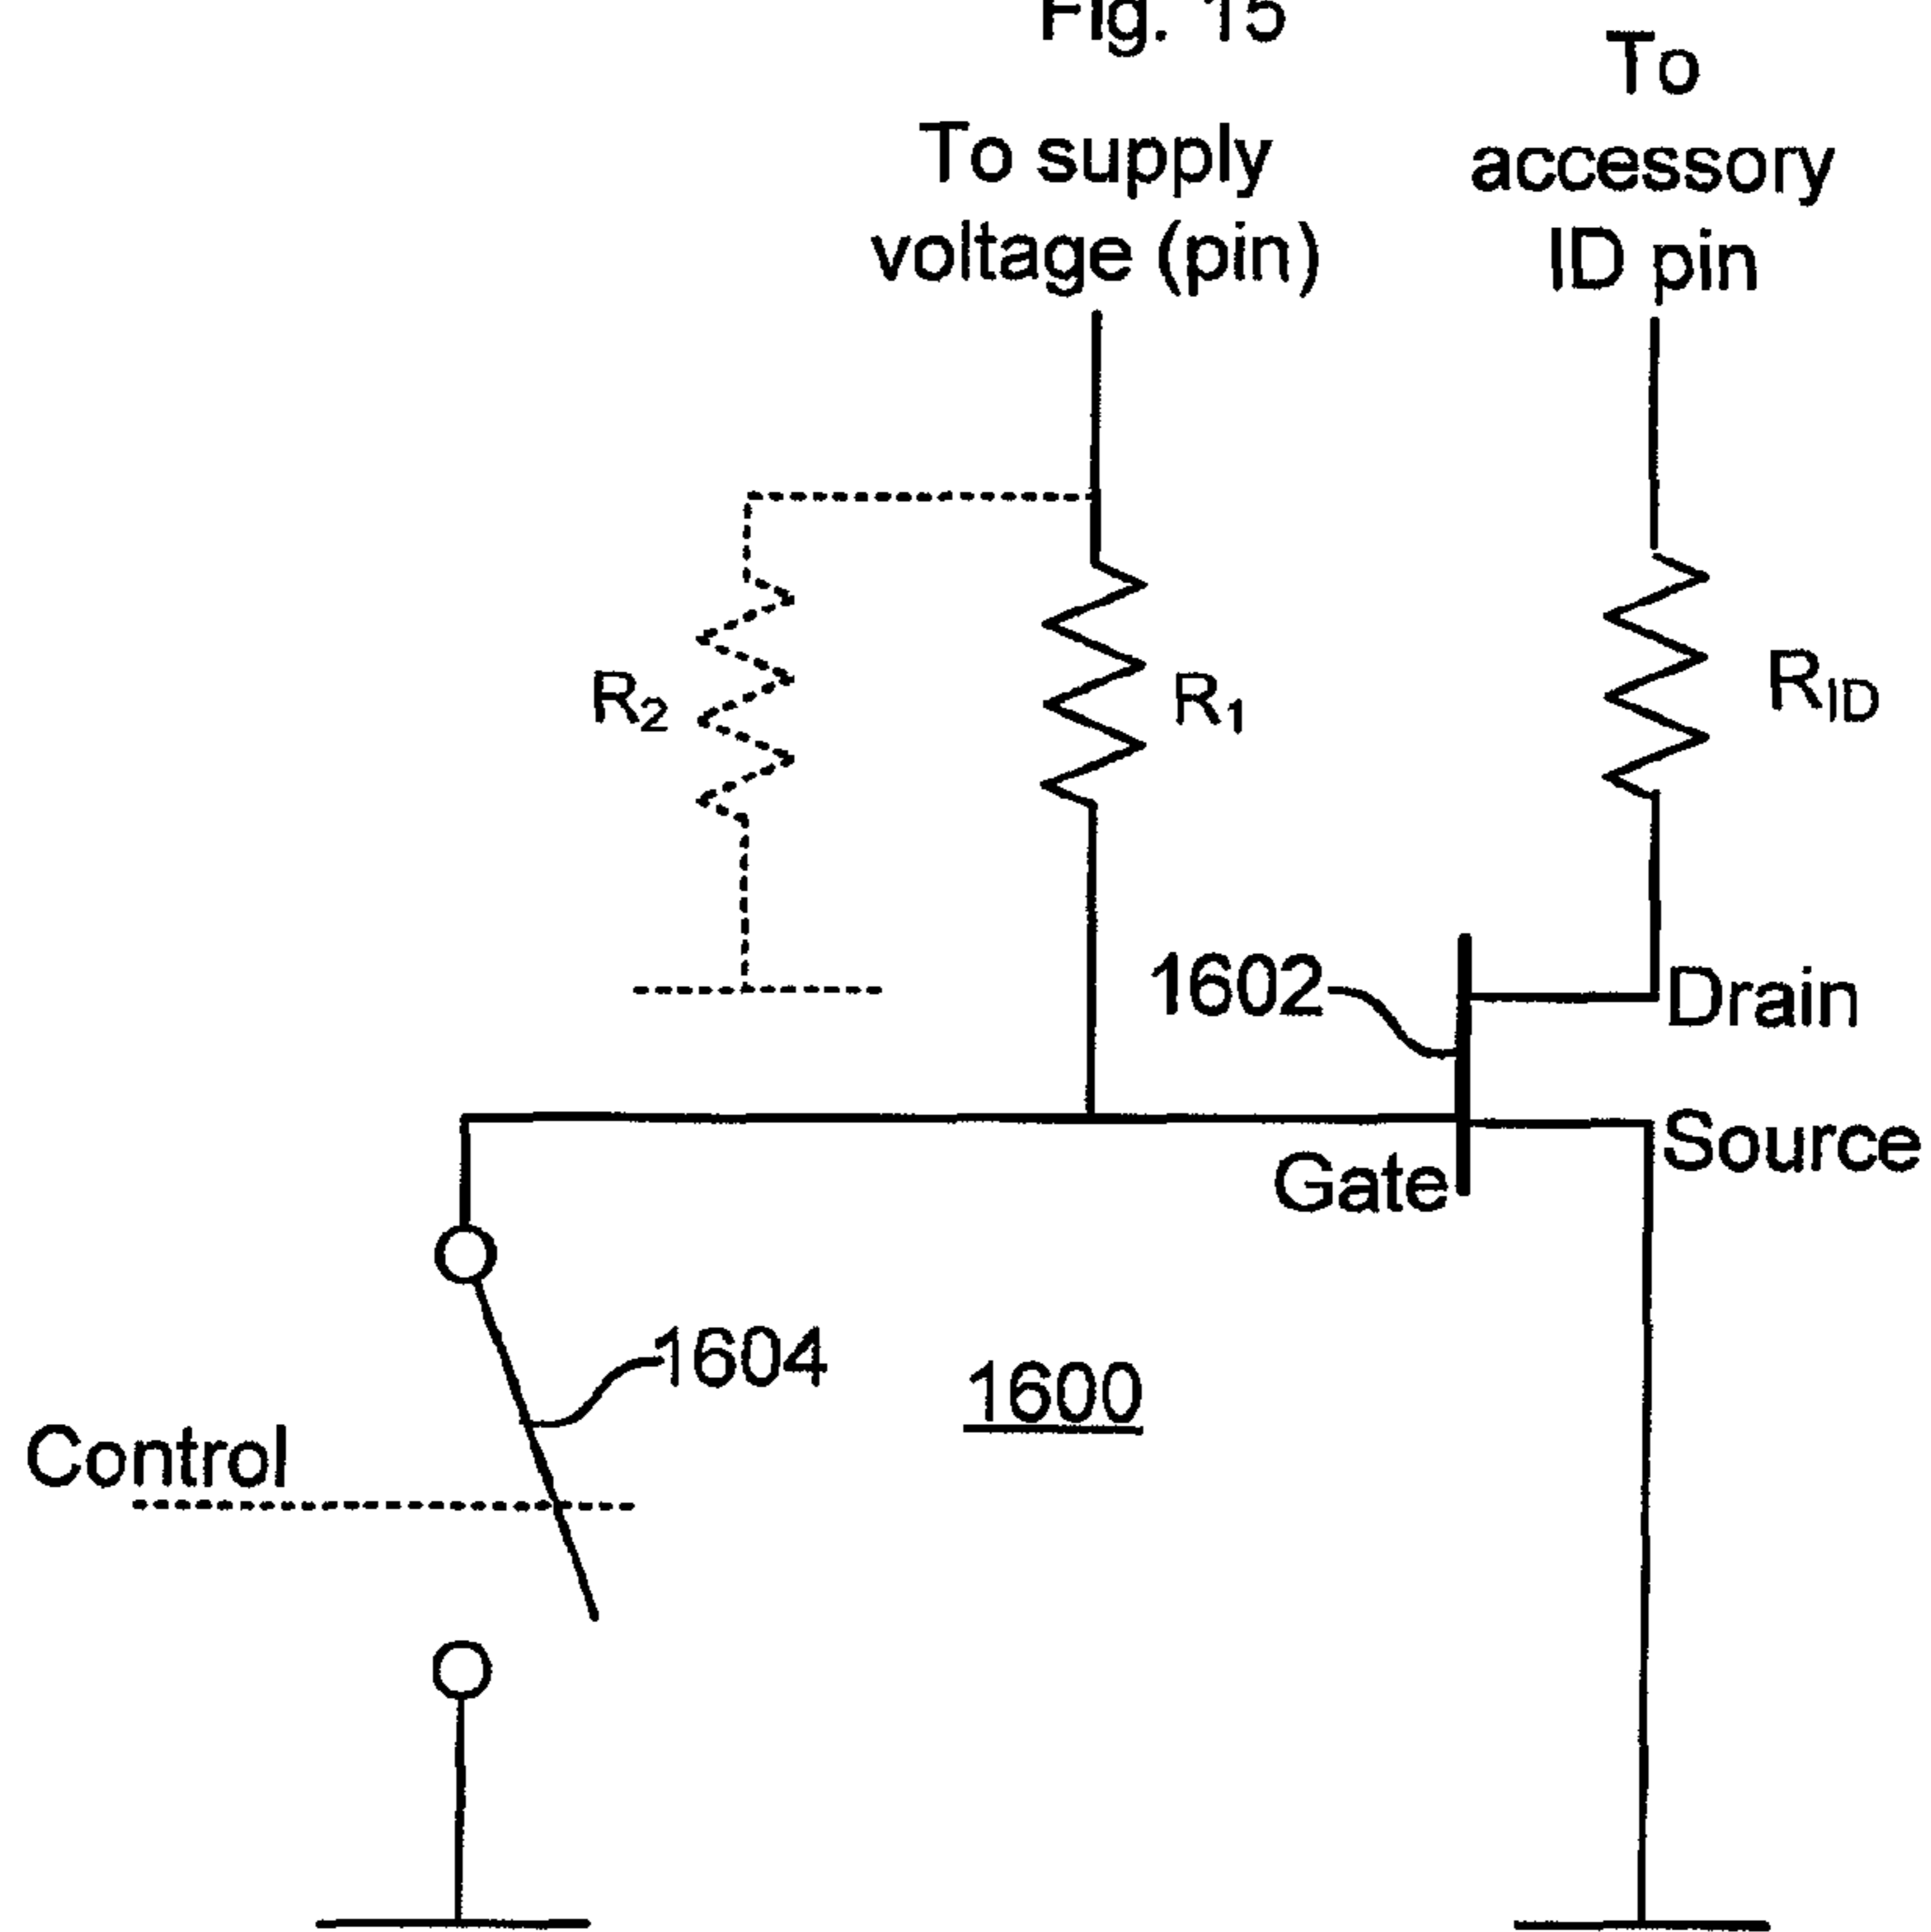 Fig. 15
To supply
voltage (pin)
To
accessory
ID pin
R2
R1
RID
1602
Drain
Source
Gate
1604
1600
Control